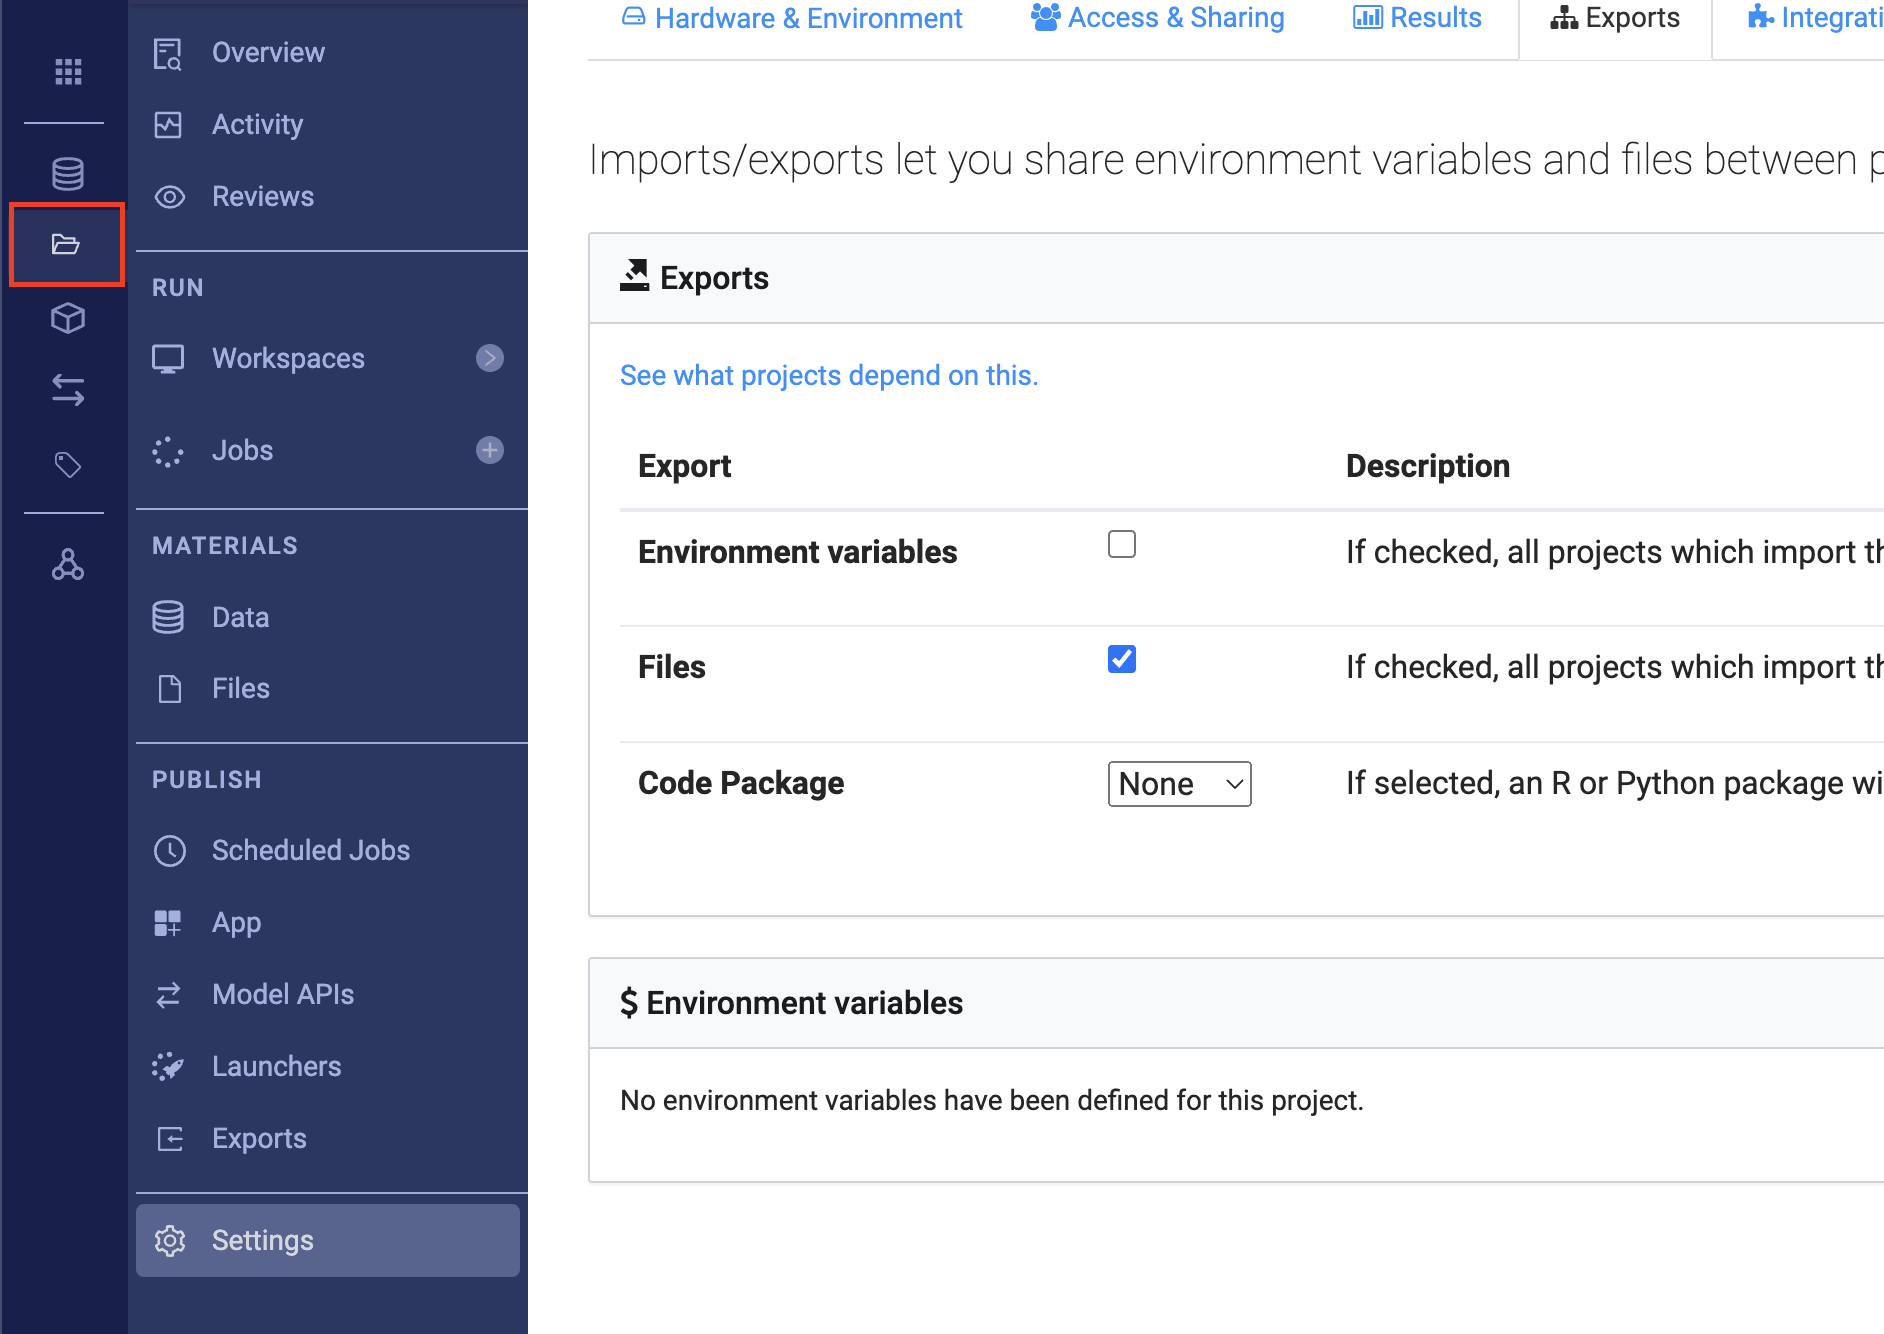 Overview
Activity
Reviews
RUN
Workspaces
Jobs
MATERIALS
Data
Files
PUBLISH
Scheduled Jobs
App
Model APIs
Launchers
Exports
Settings
Hardware & Environment Access & Sharing Results Exports Integrati
Imports/exports let you share environment variables and files between p
Exports
See what projects depend on this.
Export Description
Environment variables If checked, all projects which import th
Files If checked, all projects which import th
Code Package None If selected, an R or Python package wi
$ Environment variables
No environment variables have been defined for this project.